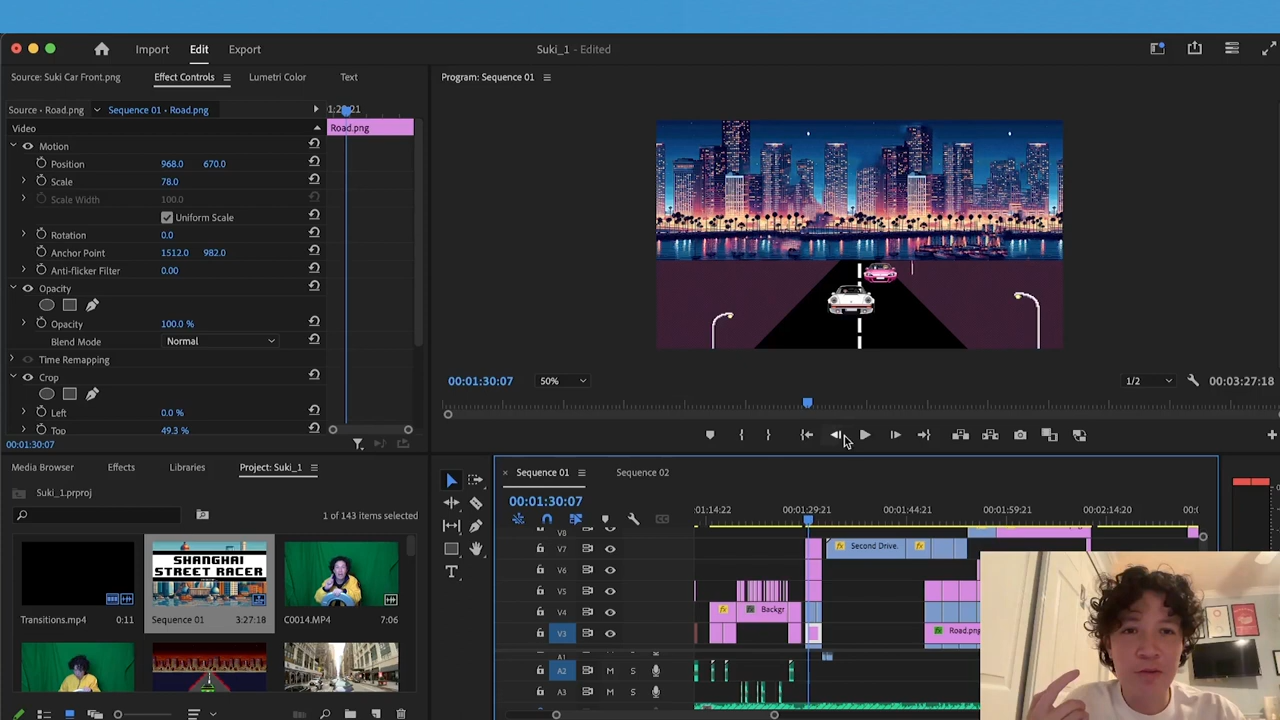 Import Edit Export Suki_1 - Edited
Source: Suki Car Front.png Effect Controls Lumetri Color Text
Program: Sequence 01
Source • Road.png Sequence 01 • Road.png
Video Road.png
Motion
Position 968.0 670.0
Scale 78.0
Scale Width 100.0
Uniform Scale
Rotation 0.0
Anchor Point 1512.0 982.0
Anti-flicker Filter 0.00
Opacity
Opacity 100.0 %
Blend Mode Normal
Time Remapping
Crop
Left 0.0 %
Top 49.3 %
00:01:30:07
00:01:30:07 50% 1/2 00:03:27:18
Media Browser Effects Libraries Project: Suki_1
Suki_1.prproj
1 of 143 items selected
SHANGHAI
STREET RACER
Transitions.mp4 0:11 Sequence 01 3:27:18 C0014.MP4 7:06
× Sequence 01 Sequence 02
00:01:30:07
:01:14:22 00:01:29:21 00:01:44:21 00:01:59:21 00:02:14:20
V8
V7 fx Second Drive. fx
V6
V5
V4 fx fx Backgr
V3 fx Road.png
A1
A2 M S
A3 M S